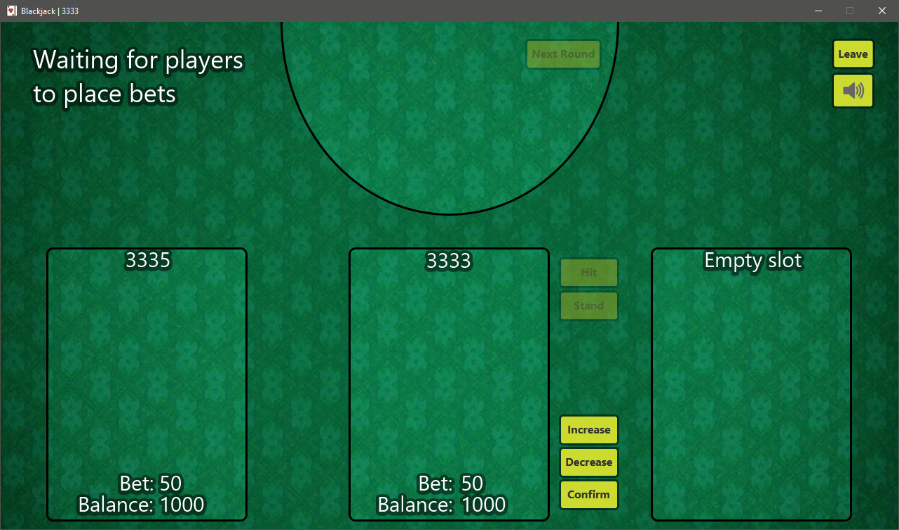 Blackjack | 3333
Waiting for players
to place bets
Next Round
Leave
3335
3333
Empty slot
Hit
Stand
Increase
Decrease
Confirm
Bet: 50
Balance: 1000
Bet: 50
Balance: 1000